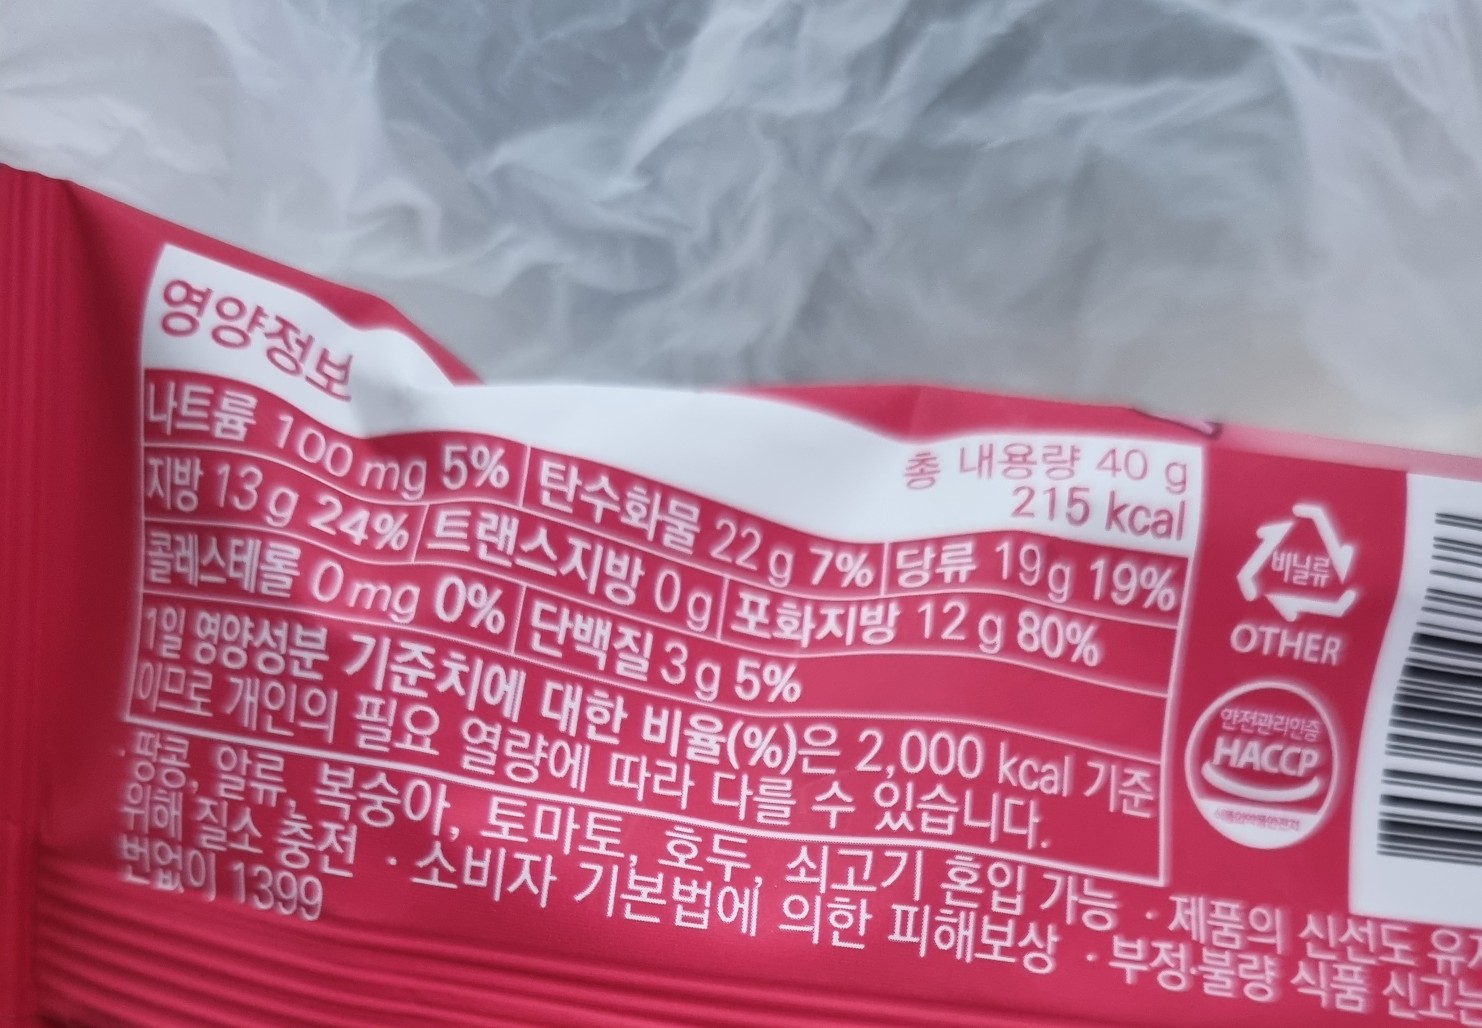 영양정보
총 내용량 40 g
215 kcal
나트륨 100 mg 5% 탄수화물 22 g 7% 당류 19 g 19%
지방 13 g 24% 트랜스지방 0 g 포화지방 12 g 80%
콜레스테롤 0 mg 0% 단백질 3 g 5%
1일 영양성분 기준치에 대한 비율(%)은 2,000 kcal 기준
이므로 개인의 필요 열량에 따라 다를 수 있습니다.
· 땅콩, 알류, 복숭아, 토마토, 호두, 쇠고기 혼입 가능 · 제품의 신선도
위해 질소 충전 · 소비자 기본법에 의한 피해보상 · 부정·불량 식품 신고는
번없이 1399
비닐류
OTHER
안전관리인증
HACCP